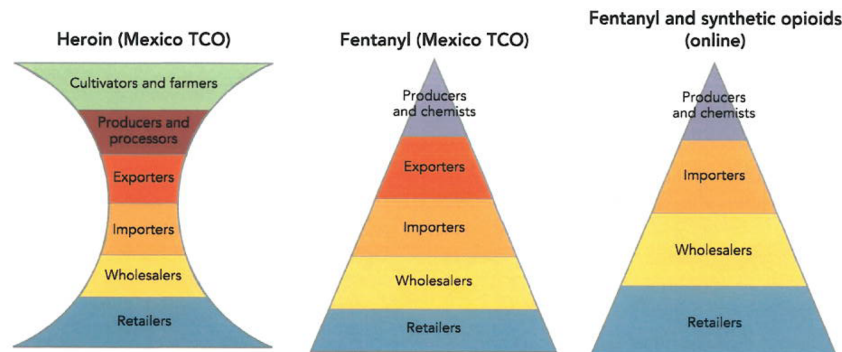 Heroin (Mexico TCO)
Cultivators and farmers
Producers and
processors
Exporters
Importers
Wholesalers
Retailers
Fentanyl (Mexico TCO)
Producers
and chemists
Exporters
Importers
Wholesalers
Retailers
Fentanyl and synthetic opioids
(online)
Producers
and chemists
Importers
Wholesalers
Retailers